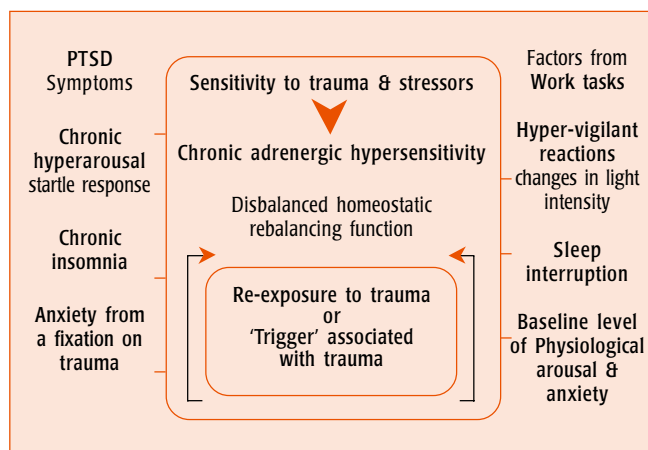 PTSD
Symptoms
Chronic
hyperarousal
startle response
Chronic
insomnia
Anxiety from
a fixation on
trauma
Sensitivity to trauma & stressors
Chronic adrenergic hypersensitivity
Disbalanced homeostatic
rebalancing function
Re-exposure to trauma
or
‘Trigger’ associated
with trauma
Factors from
Work tasks
Hyper-vigilant
reactions
changes in light
intensity
Sleep
interruption
Baseline level
of Physiological
arousal &
anxiety